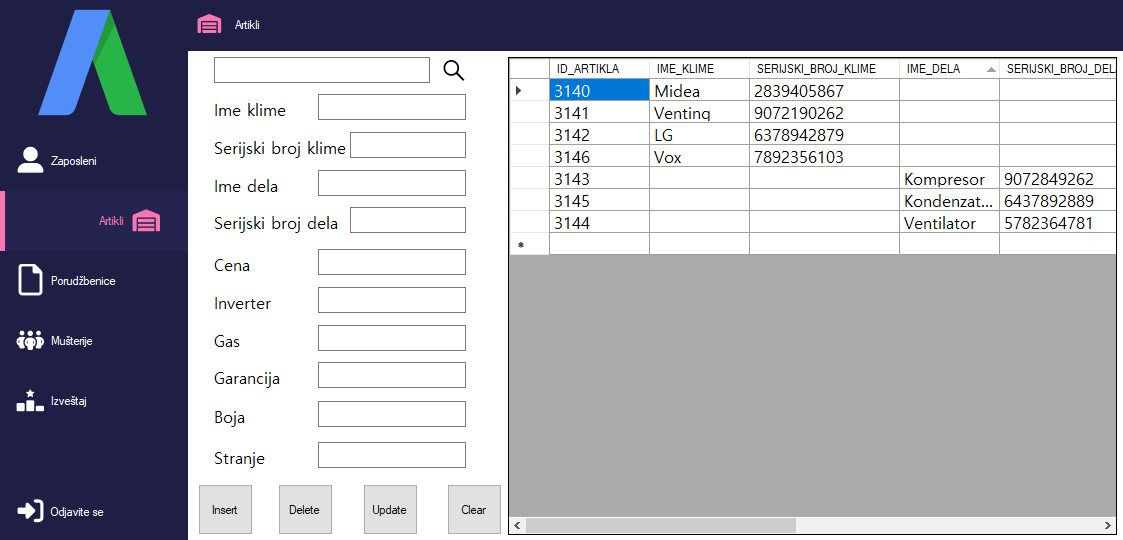 Artikli
Zaposleni
Artikli
Porudžbenice
Mušterije
Izveštaj
Odjavite se
Ime klime
Serijski broj klime
Ime dela
Serijski broj dela
Cena
Inverter
Gas
Garancija
Boja
Stranje
Insert Delete Update Clear
ID_ARTIKLA IME_KLIME SERIJSKI_BROJ_KLIME IME_DELA SERIJSKI_BROJ_DELA
3140 Midea 2839405867
3141 Venting 9072190262
3142 LG 6378942879
3146 Vox 7892356103
3143 Kompresor 9072849262
3145 Kondenzat... 6437892889
3144 Ventilator 5782364781